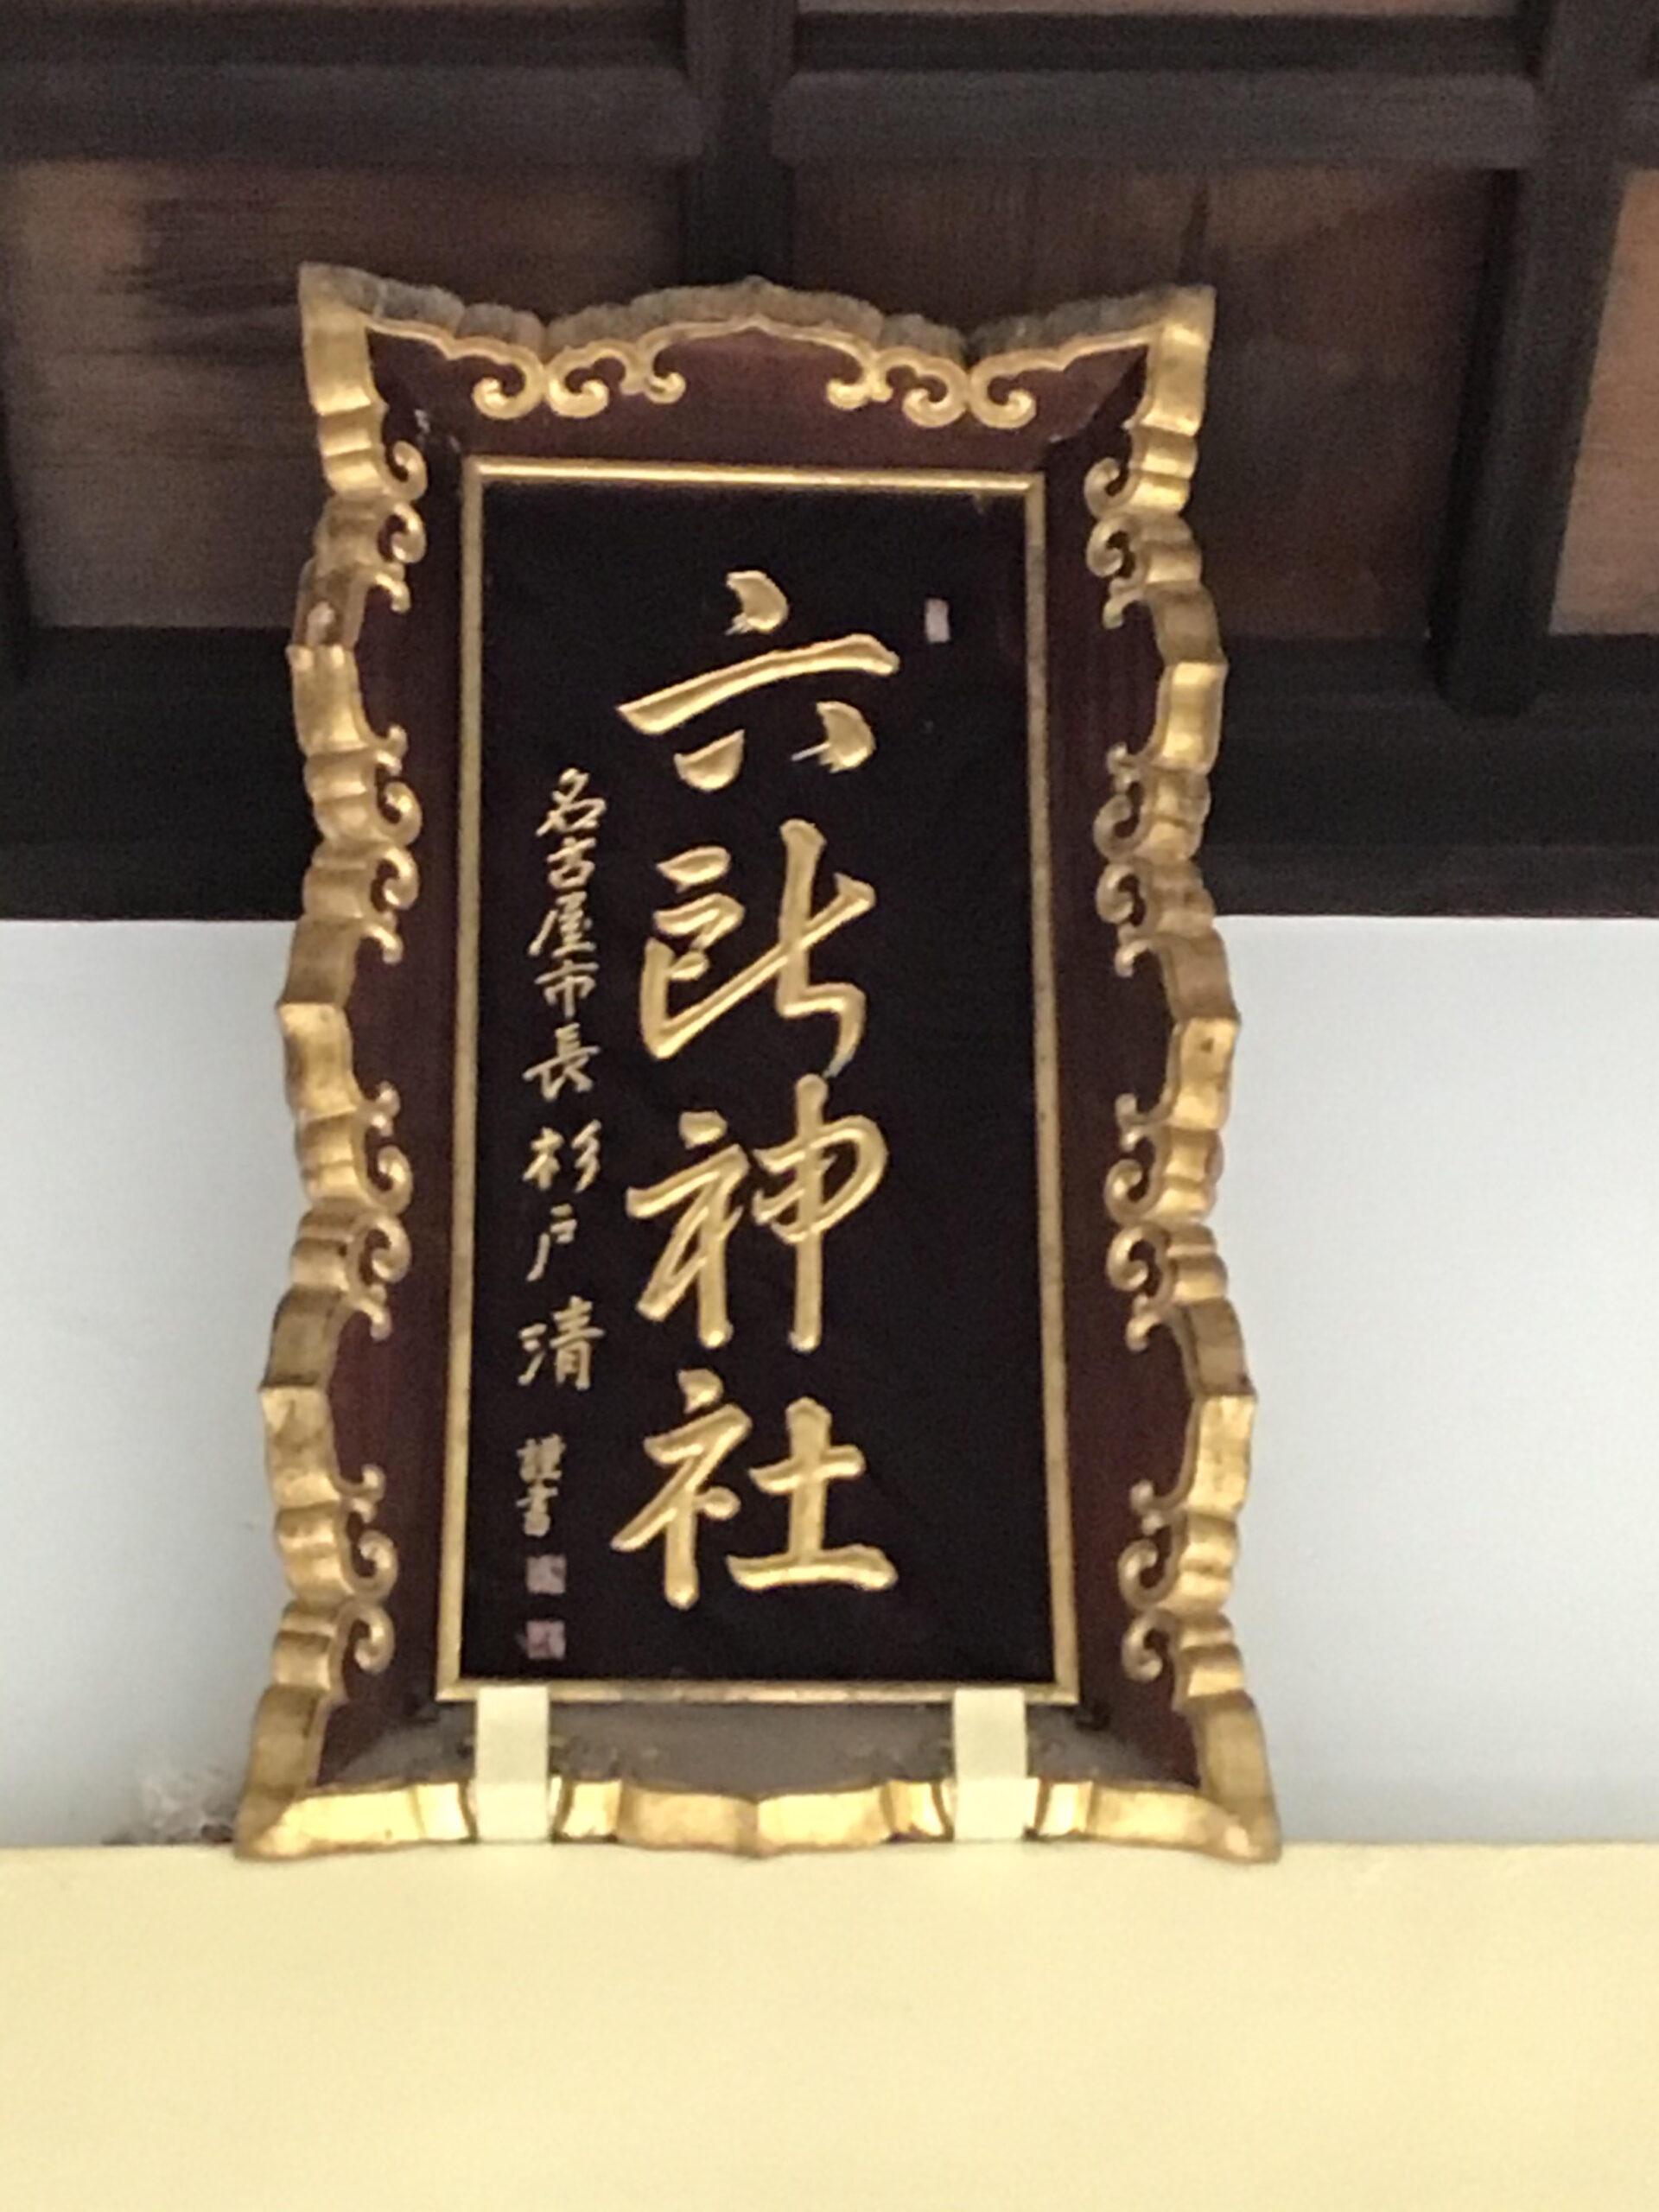 六所神社
名古屋市長 杉戸 清 謹書